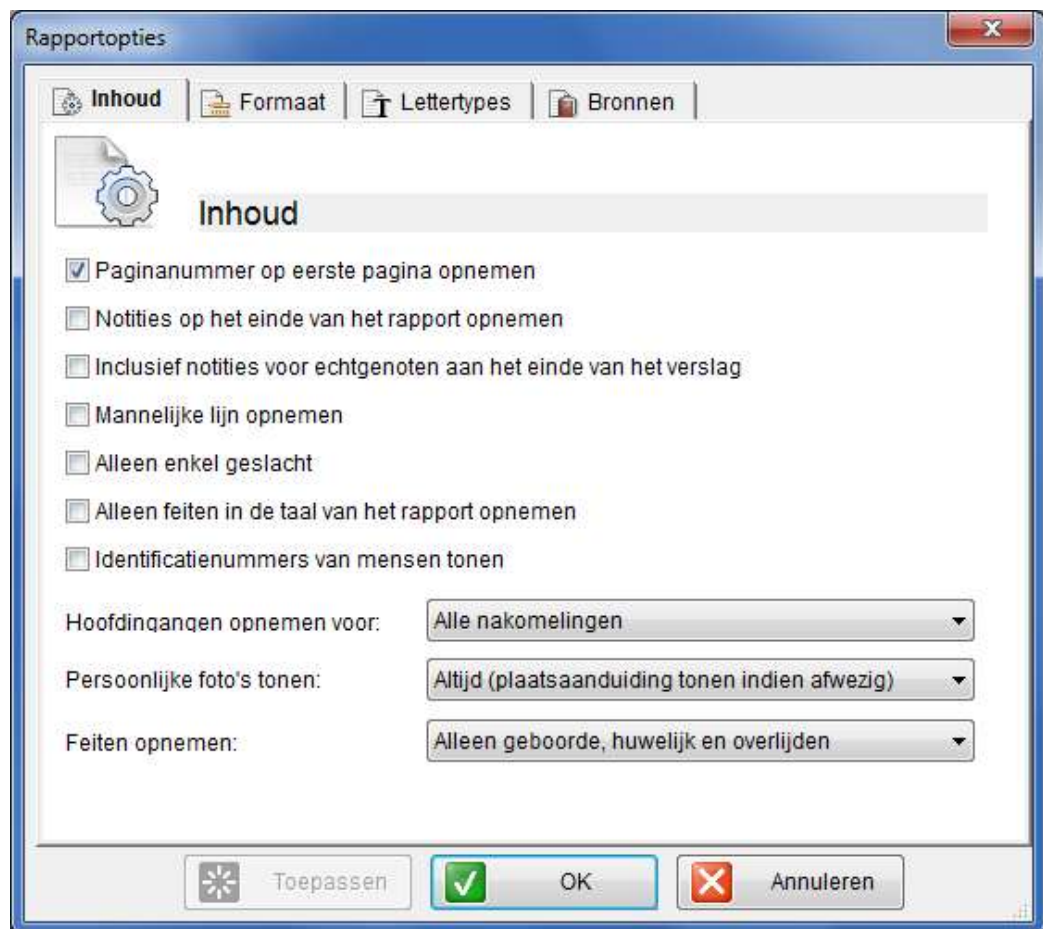 Rapportopties
Inhoud Formaat Lettertypes Bronnen
Inhoud
Paginanummer op eerste pagina opnemen
Notities op het einde van het rapport opnemen
Inclusief notities voor echtgenoten aan het einde van het verslag
Mannelijke lijn opnemen
Alleen enkel geslacht
Alleen feiten in de taal van het rapport opnemen
Identificatienummers van mensen tonen
Hoofdingangen opnemen voor: Alle nakomelingen
Persoonlijke foto's tonen: Altijd (plaatsaanduiding tonen indien afwezig)
Feiten opnemen: Alleen geboorde, huwelijk en overlijden
Toepassen OK Annuleren